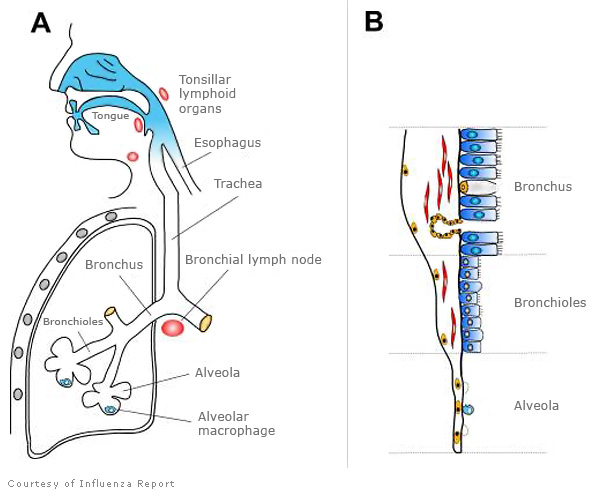 A
B
Tonsillar
lymphoid
organs
Tongue
Esophagus
Trachea
Bronchus
Bronchial lymph node
Bronchioles
Alveola
Alveolar
macrophage
Bronchus
Bronchioles
Alveola
Courtesy of Influenza Report